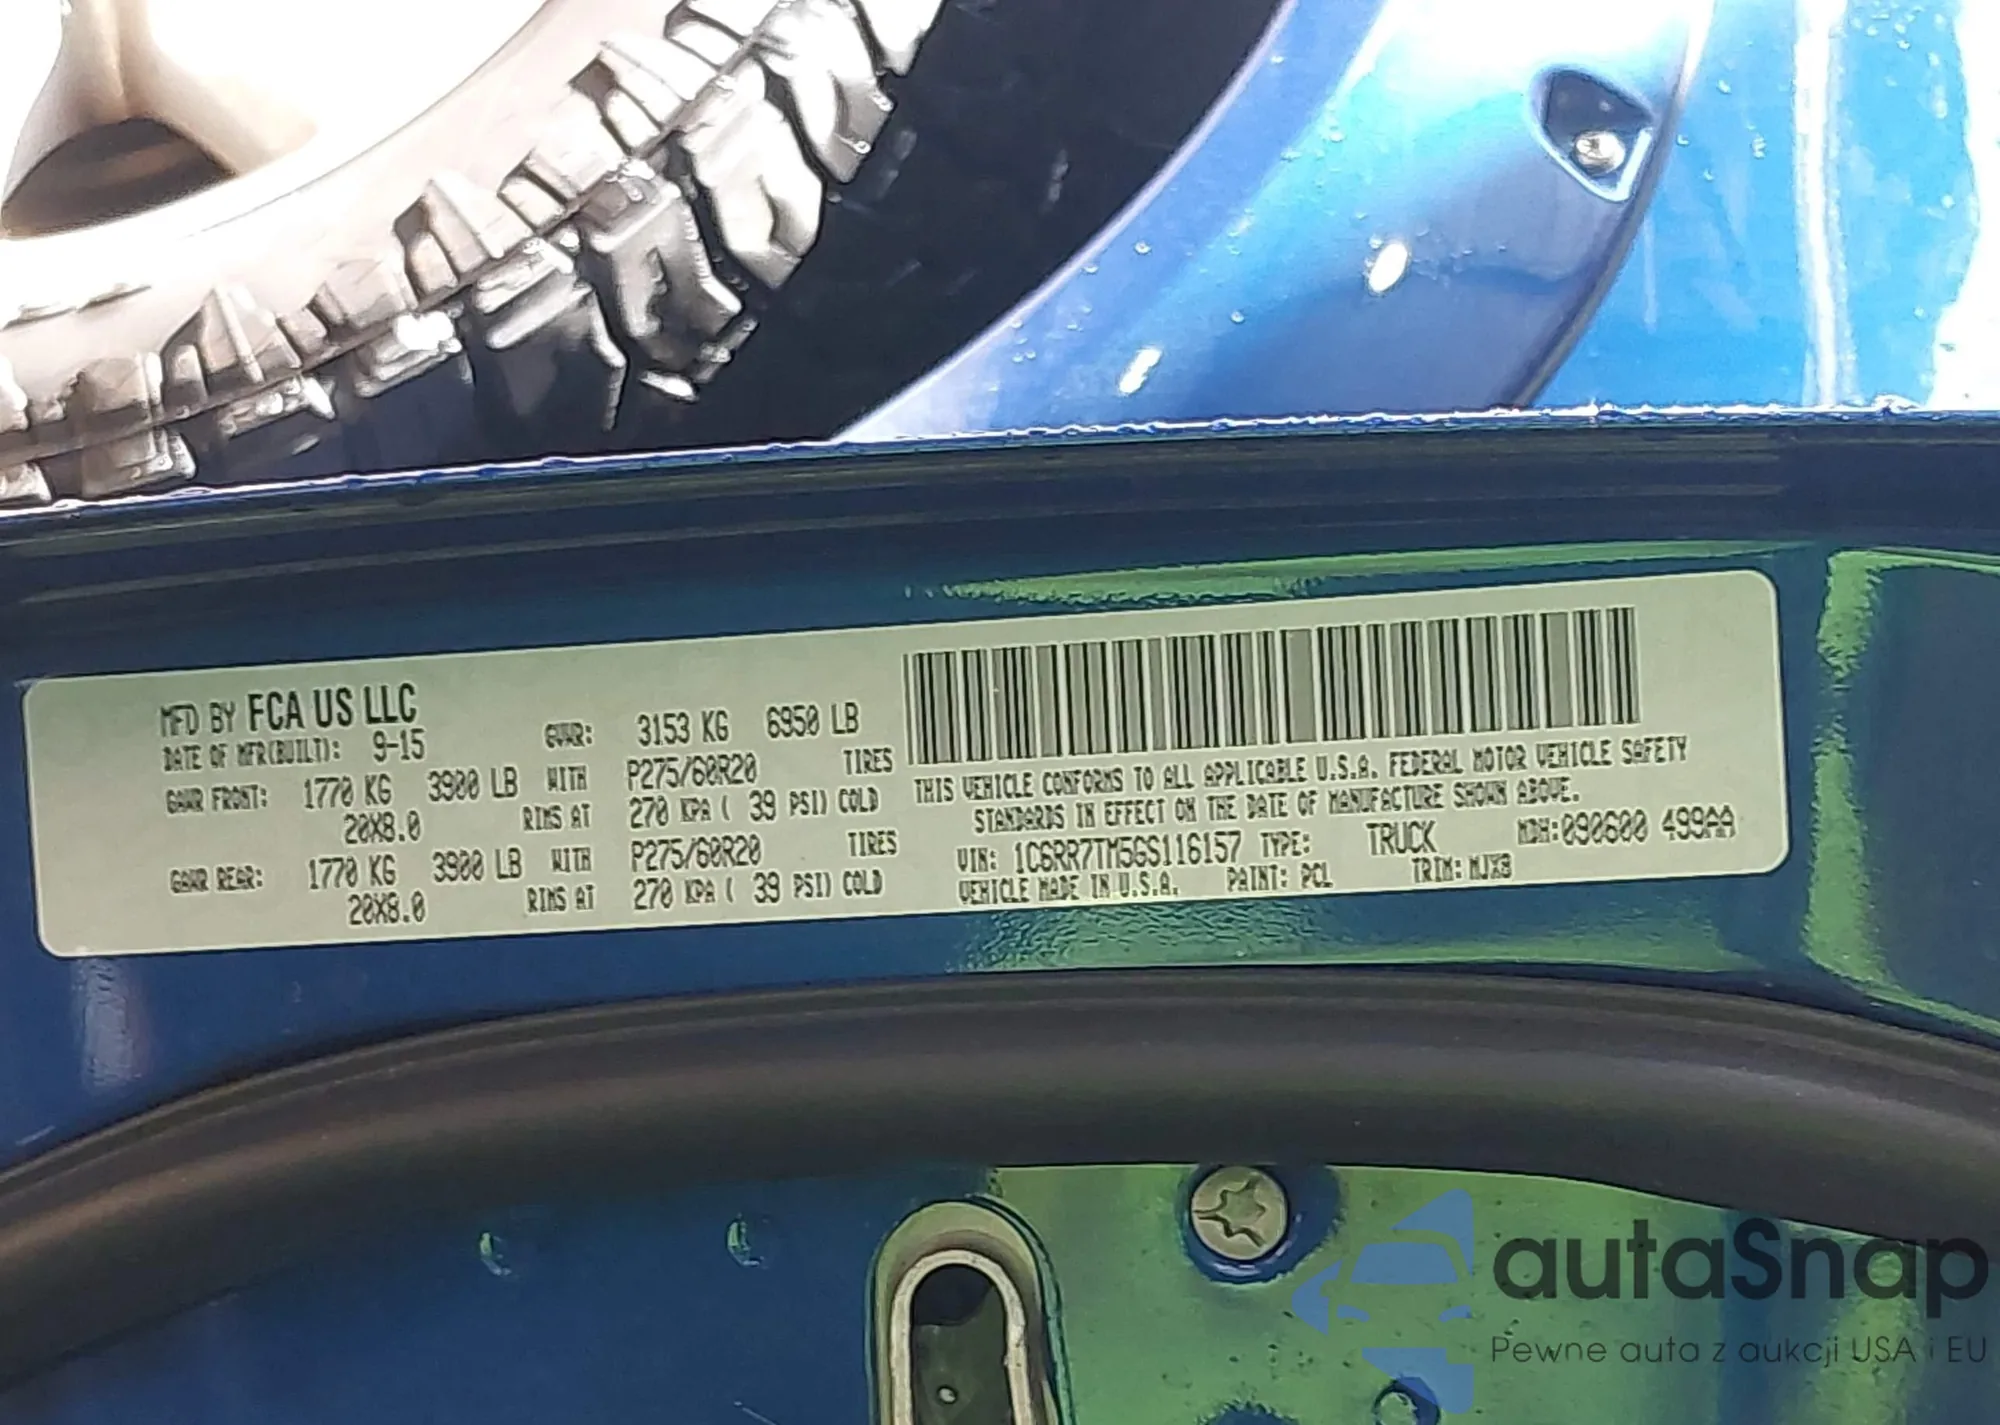 MFD BY FCA US LLC
DATE OF MFR(BUILT): 9-15 GVWR: 3153 KG 6950 LB
GAWR FRONT: 1770 KG 3900 LB WITH P275/60R20 TIRES
20X8.0 RIMS AT 270 KPA ( 39 PSI) COLD
GAWR REAR: 1770 KG 3900 LB WITH P275/60R20 TIRES
20X8.0 RIMS AT 270 KPA ( 39 PSI) COLD
THIS VEHICLE CONFORMS TO ALL APPLICABLE U.S.A. FEDERAL MOTOR VEHICLE SAFETY
STANDARDS IN EFFECT ON THE DATE OF MANUFACTURE SHOWN ABOVE.
VIN: 1C6RR7TM5GS116157 TYPE: TRUCK MDH:090600 499AA
VEHICLE MADE IN U.S.A. PAINT: PCL TRIM: MJX8
autaSnap
Pewne auta z aukcji USA i EU